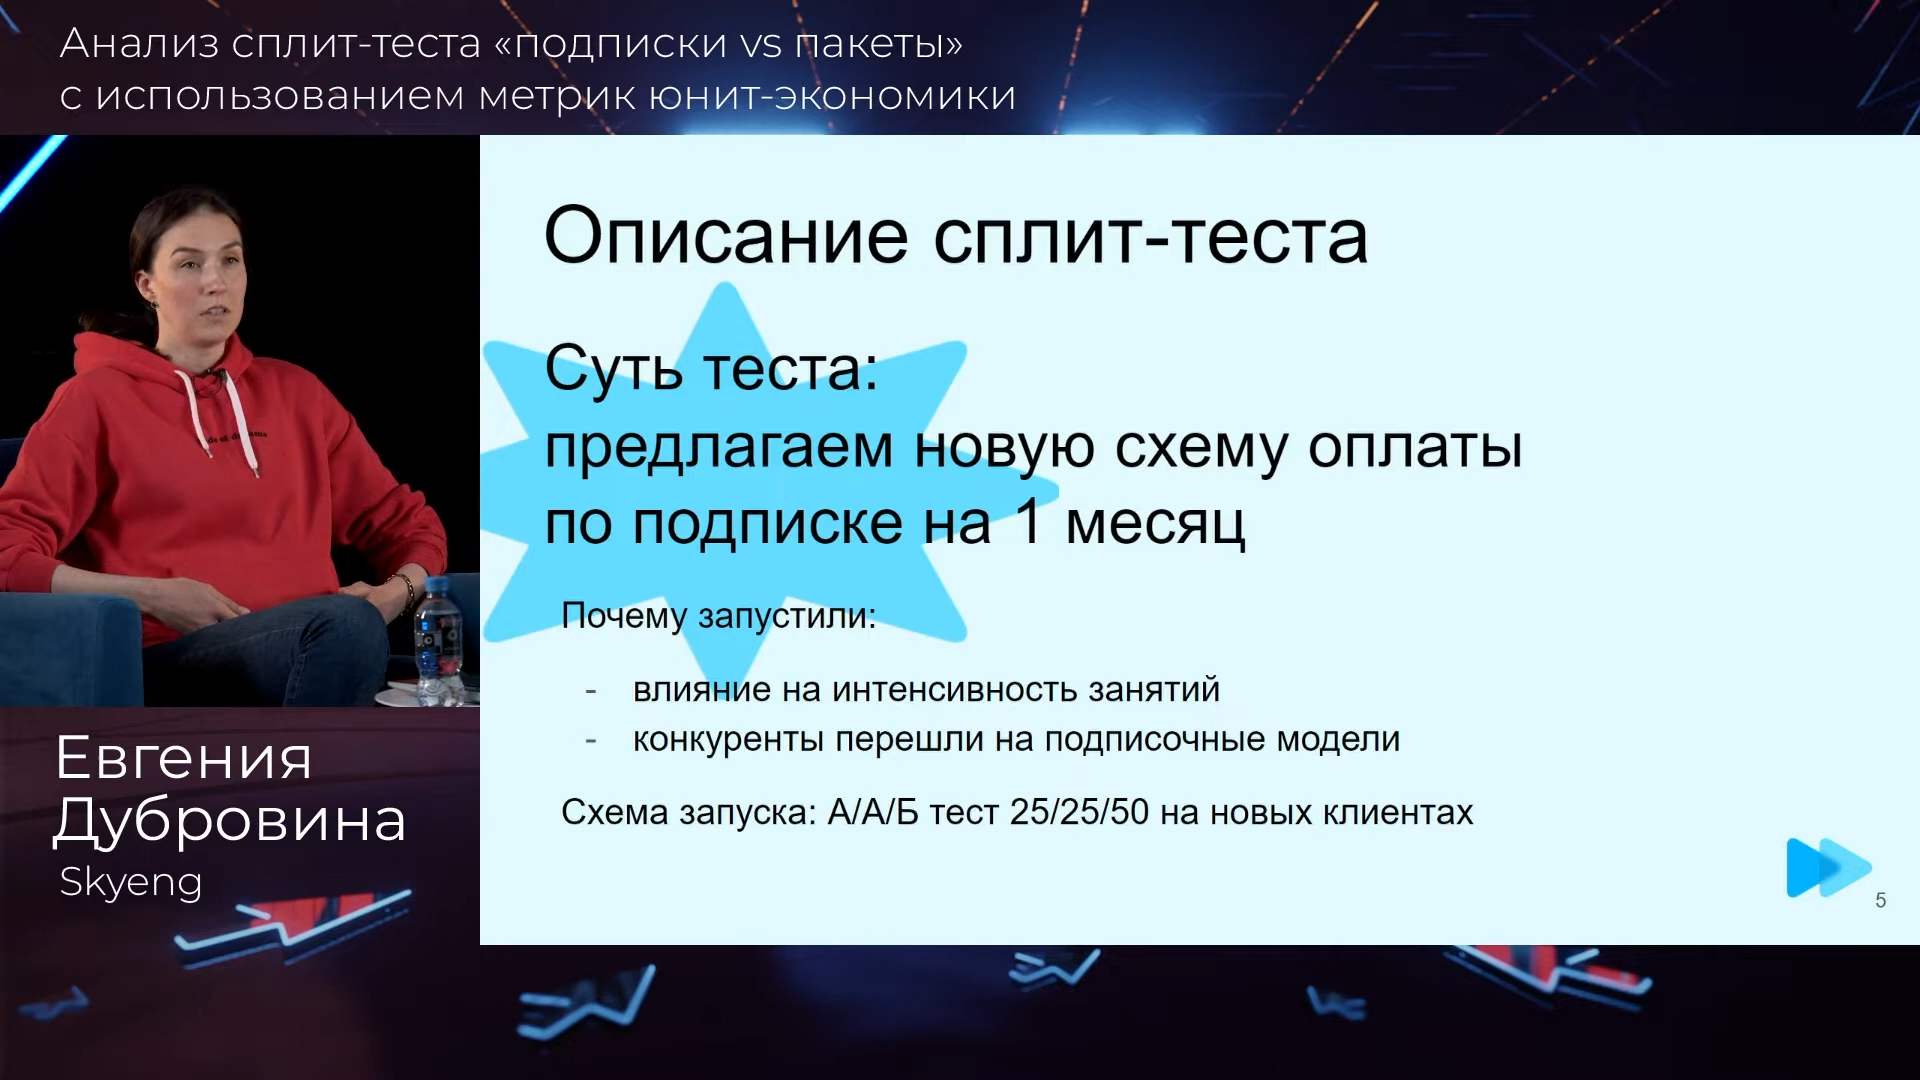 Анализ сплит-теста «подписки vs пакеты»
с использованием метрик юнит-экономики
Описание сплит-теста
Суть теста:
предлагаем новую схему оплаты
по подписке на 1 месяц
Почему запустили:
- влияние на интенсивность занятий
- конкуренты перешли на подписочные модели
Схема запуска: А/А/Б тест 25/25/50 на новых клиентах
5
Евгения
Дубровина
Skyeng